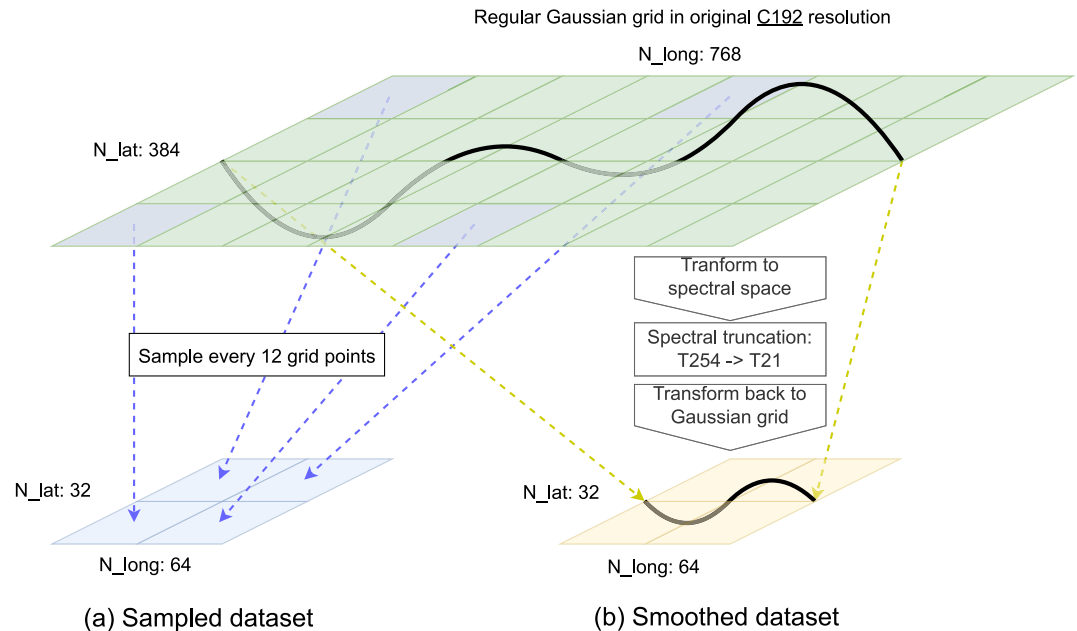 Regular Gaussian grid in original C192 resolution
N_long: 768
N_lat: 384
Tranform to
spectral space
Sample every 12 grid points
Spectral truncation:
T254 -> T21
Transform back to
Gaussian grid
N_lat: 32
N_long: 64
N_lat: 32
N_long: 64
(a) Sampled dataset
(b) Smoothed dataset